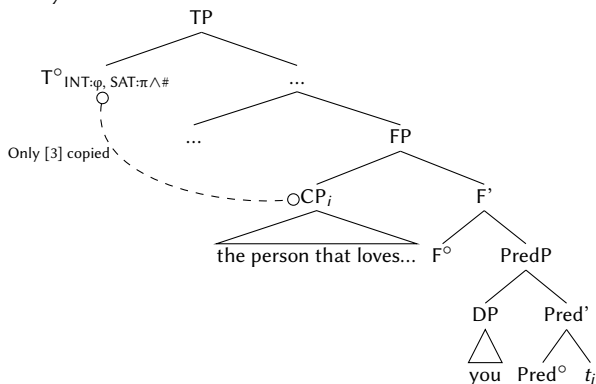 TP
T° INT:φ, SAT:π∧#
...
...
FP
Only [3] copied
CPi
F'
the person that loves...
F°
PredP
DP
Pred'
you
Pred°
ti